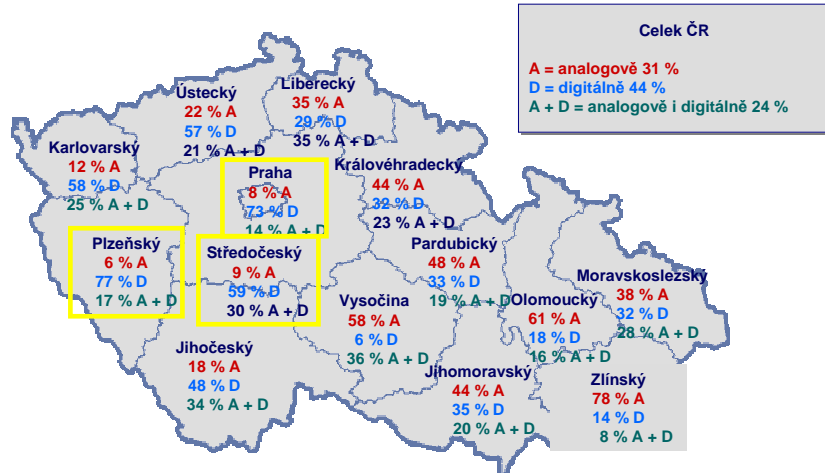 Celek ČR
A = analogově 31 %
D = digitálně 44 %
A + D = analogově i digitálně 24 %
Ústecký
22 % A
57 % D
21 % A + D
Liberecký
35 % A
29 % D
35 % A + D
Karlovarský
12 % A
58 % D
25 % A + D
Praha
8 % A
73 % D
14 % A + D
Královéhradecký
44 % A
32 % D
23 % A + D
Plzeňský
6 % A
77 % D
17 % A + D
Středočeský
9 % A
59 % D
30 % A + D
Pardubický
48 % A
33 % D
19 % A + D
Vysočina
58 % A
6 % D
36 % A + D
Olomoucký
61 % A
18 % D
16 % A + D
Moravskoslezský
38 % A
32 % D
28 % A + D
Jihočeský
18 % A
48 % D
34 % A + D
Jihomoravský
44 % A
35 % D
20 % A + D
Zlínský
78 % A
14 % D
8 % A + D